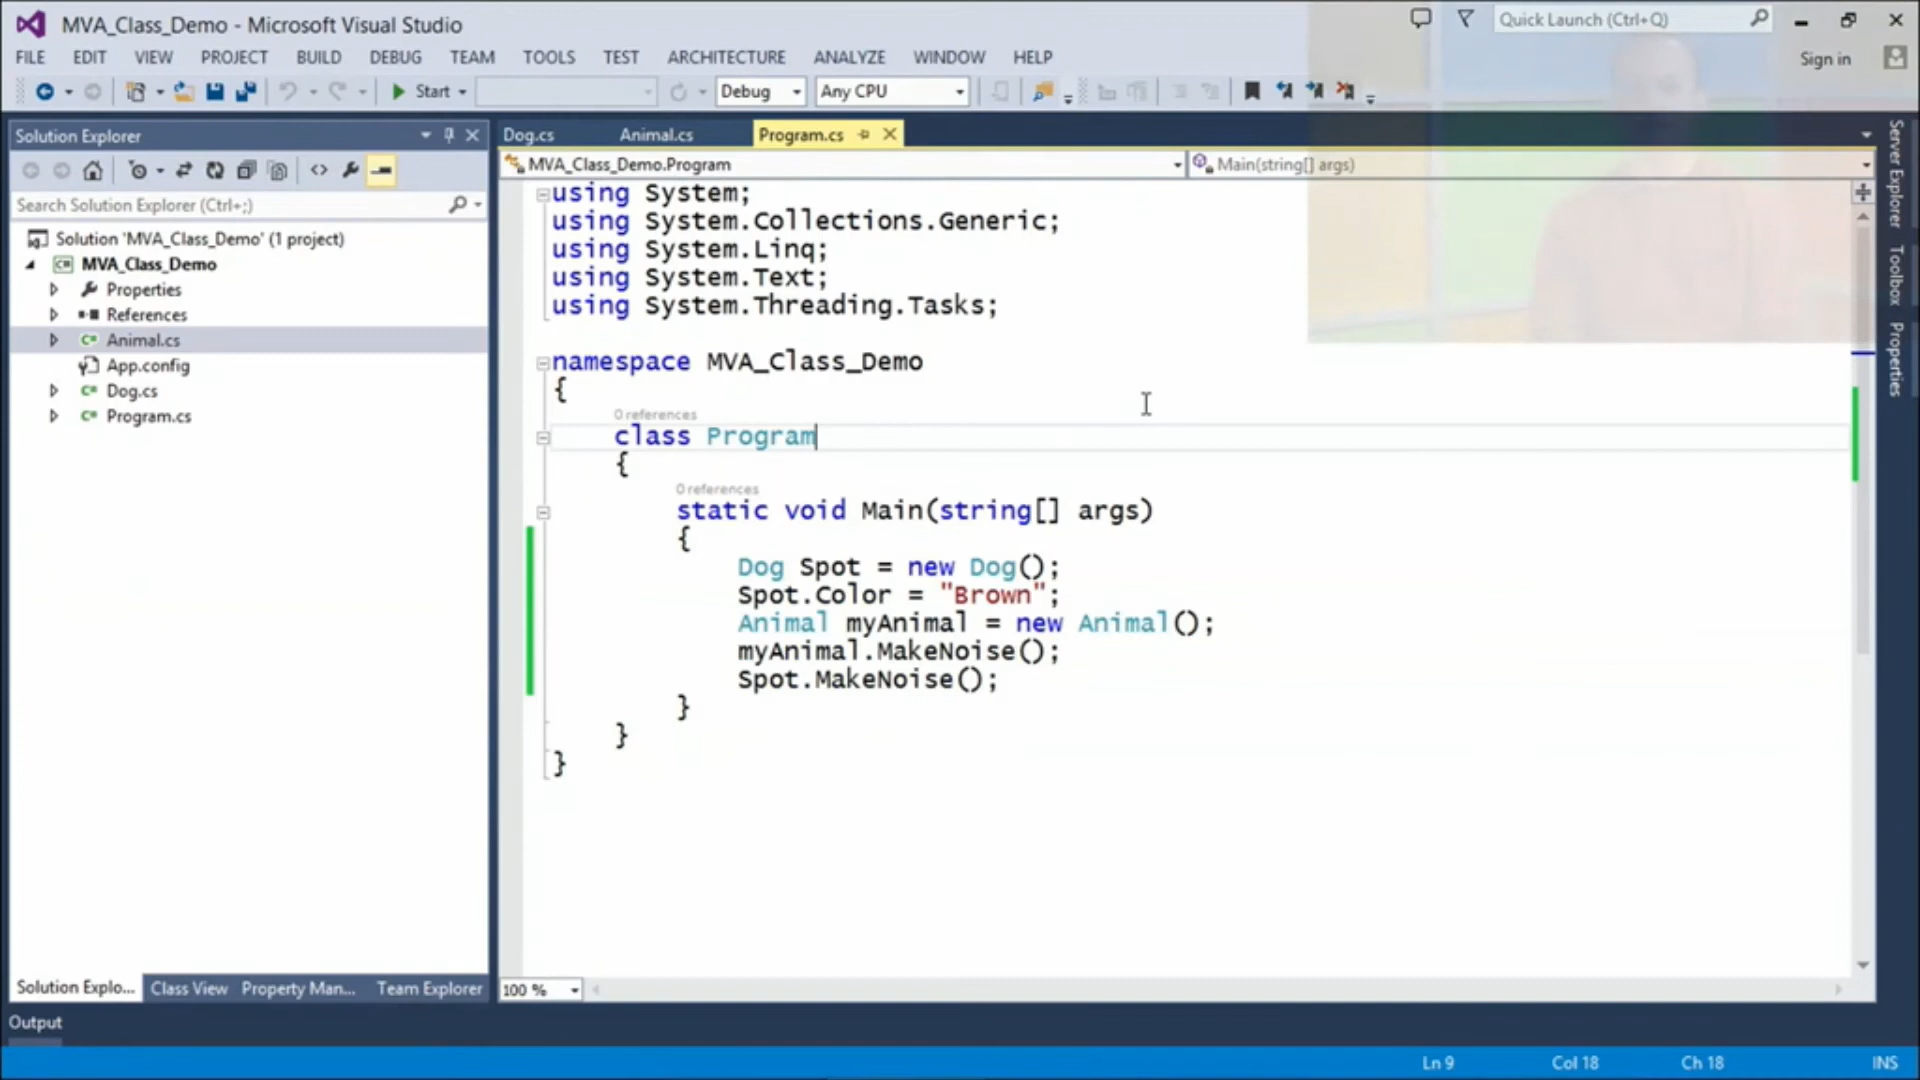 MVA_Class_Demo - Microsoft Visual Studio
Quick Launch (Ctrl+Q)
FILE EDIT VIEW PROJECT BUILD DEBUG TEAM TOOLS TEST ARCHITECTURE ANALYZE WINDOW HELP
Sign in
Start Debug Any CPU
Solution Explorer
Search Solution Explorer (Ctrl+;)
Solution 'MVA_Class_Demo' (1 project)
MVA_Class_Demo
Properties
References
Animal.cs
App.config
Dog.cs
Program.cs
Solution Explo... Class View Property Man... Team Explorer
Dog.cs Animal.cs Program.cs
MVA_Class_Demo.Program Main(string[] args)
using System;
using System.Collections.Generic;
using System.Linq;
using System.Text;
using System.Threading.Tasks;
namespace MVA_Class_Demo
{
0 references
class Program
{
0 references
static void Main(string[] args)
{
Dog Spot = new Dog();
Spot.Color = "Brown";
Animal myAnimal = new Animal();
myAnimal.MakeNoise();
Spot.MakeNoise();
}
}
}
100 %
Server Explorer
Toolbox
Properties
Output
Ln 9 Col 18 Ch 18 INS